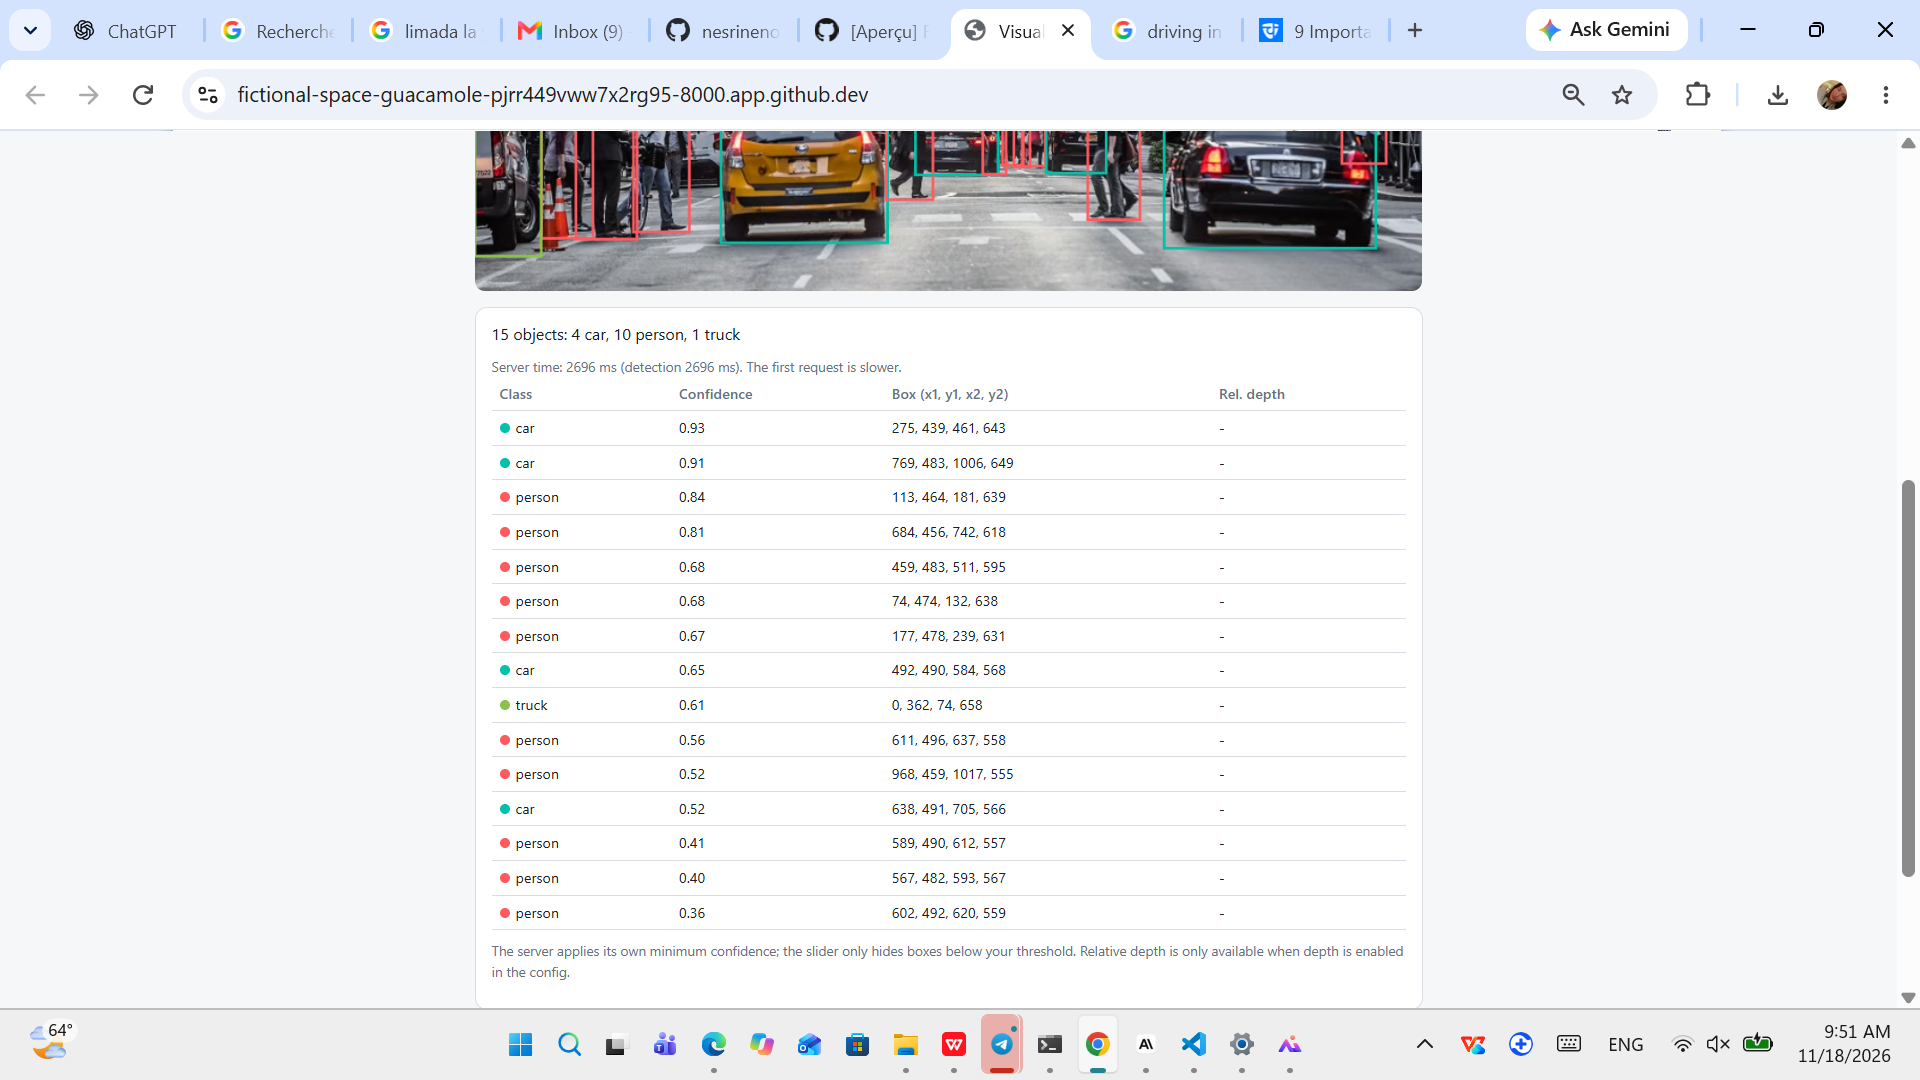 ChatGPT
Recherche
limada la
Inbox (9)
nesrineno
[Aperçu]
Visual
driving in
9 Importa
Ask Gemini
fictional-space-guacamole-pjrr449vww7x2rg95-8000.app.github.dev
15 objects: 4 car, 10 person, 1 truck
Server time: 2696 ms (detection 2696 ms). The first request is slower.
Class Confidence Box (x1, y1, x2, y2) Rel. depth
car 0.93 275, 439, 461, 643 -
car 0.91 769, 483, 1006, 649 -
person 0.84 113, 464, 181, 639 -
person 0.81 684, 456, 742, 618 -
person 0.68 459, 483, 511, 595 -
person 0.68 74, 474, 132, 638 -
person 0.67 177, 478, 239, 631 -
car 0.65 492, 490, 584, 568 -
truck 0.61 0, 362, 74, 658 -
person 0.56 611, 496, 637, 558 -
person 0.52 968, 459, 1017, 555 -
car 0.52 638, 491, 705, 566 -
person 0.41 589, 490, 612, 557 -
person 0.40 567, 482, 593, 567 -
person 0.36 602, 492, 620, 559 -
The server applies its own minimum confidence; the slider only hides boxes below your threshold. Relative depth is only available when depth is enabled
in the config.
64°
ENG
9:51 AM
11/18/2026